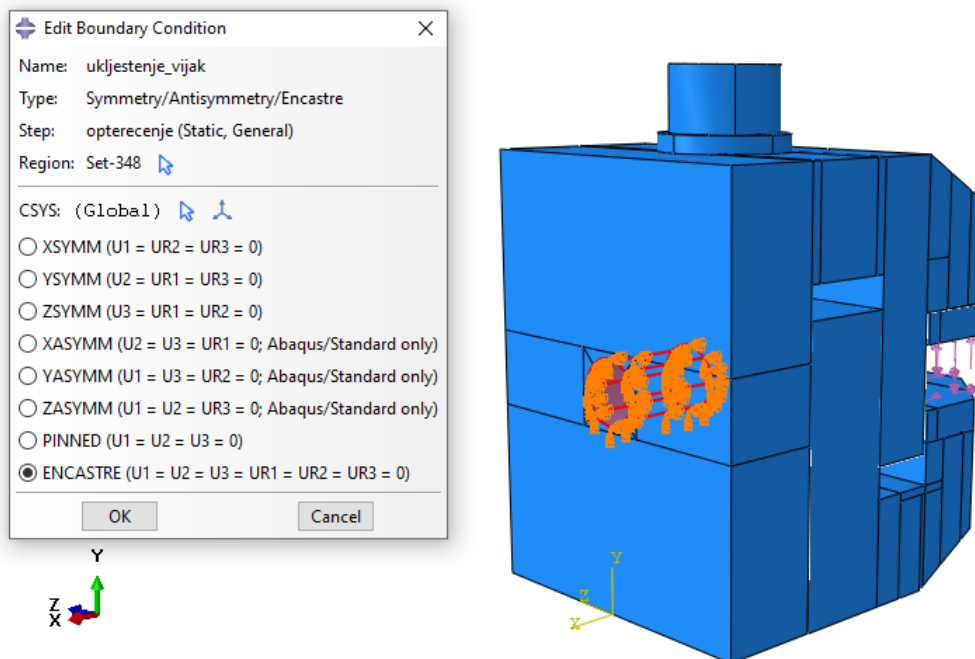 Edit Boundary Condition
Name: ukljestenje_vijak
Type: Symmetry/Antisymmetry/Encastre
Step: opterecenje (Static, General)
Region: Set-348
CSYS: (Global)
XSYMM (U1 = UR2 = UR3 = 0)
YSYMM (U2 = UR1 = UR3 = 0)
ZSYMM (U3 = UR1 = UR2 = 0)
XASYMM (U2 = U3 = UR1 = 0; Abaqus/Standard only)
YASYMM (U1 = U3 = UR2 = 0; Abaqus/Standard only)
ZASYMM (U1 = U2 = UR3 = 0; Abaqus/Standard only)
PINNED (U1 = U2 = U3 = 0)
ENCASTRE (U1 = U2 = U3 = UR1 = UR2 = UR3 = 0)
OK Cancel
Y
Z
X
Y
Z
X